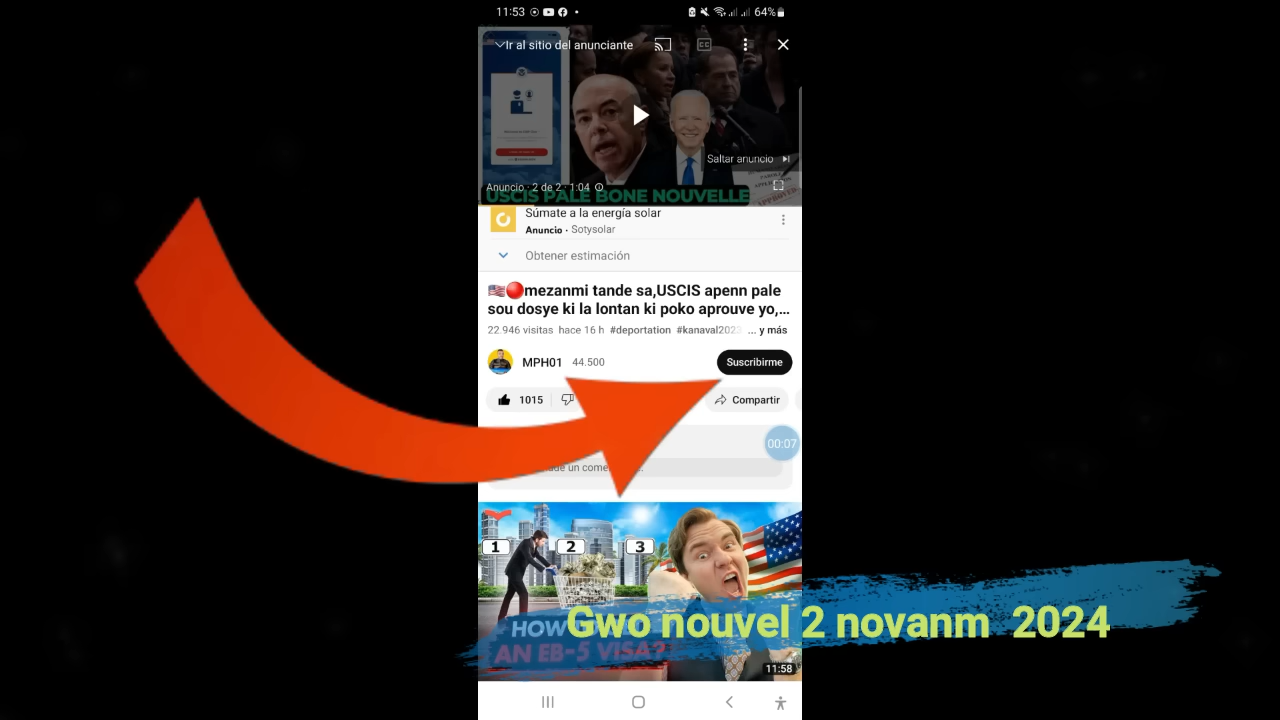 11:53
64%
Ir al sitio del anunciante
CC
Saltar anuncio
Anuncio · 2 de 2 · 1:04
USCIS PALE BONE NOUVELLE
APPROVED
Súmate a la energía solar
Anuncio · Sotysolar
Obtener estimación
🇺🇸🔴mezanmi tande sa,USCIS apenn pale
sou dosye ki la lontan ki poko aprouve yo,...
22.946 visitas hace 16 h #deportation #kanaval2023 ... y más
MPH01 44.500
Suscribirme
1015
Compartir
00:07
1 2 3
HOW
AN EB-5 VISA?
Gwo nouvel 2 novanm 2024
11:58